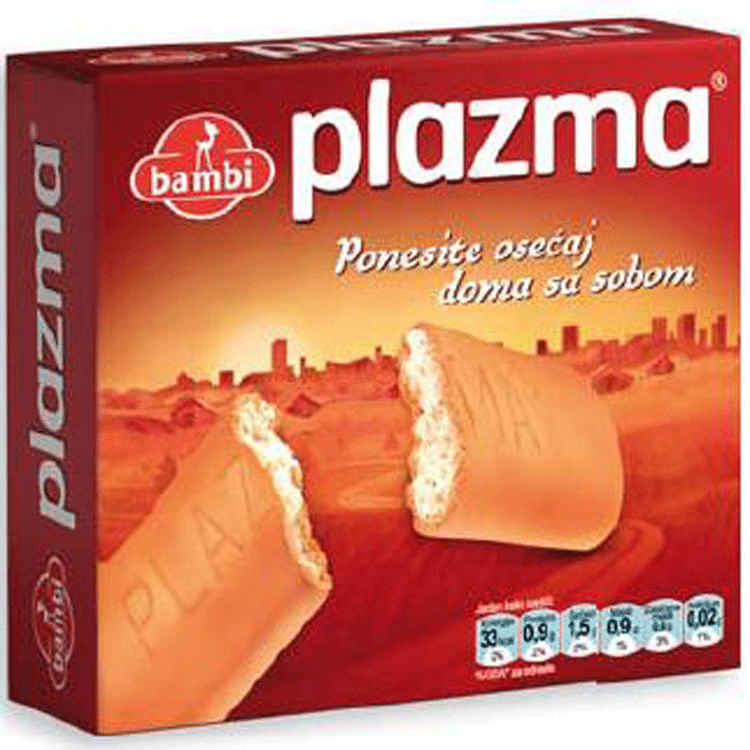 plazma®
bambi
Ponesite osećaj
doma sa sobom
PLAZ
MA
33 kcal 0,9 g 1,5 g 0,9 g 0,02 g
plazma
bambi